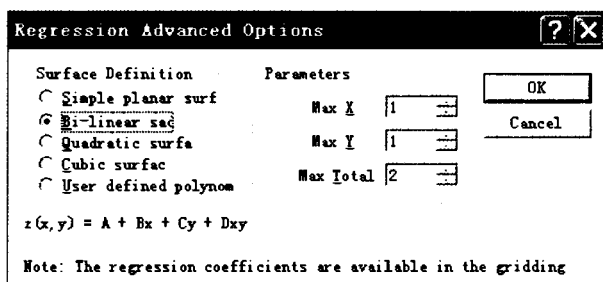 Regression Advanced Options
Surface Definition
Simple planar surf
Bi-linear sad
Quadratic surfa
Cubic surfac
User defined polynom
Parameters
Max X 1
Max Y 1
Max Total 2
OK
Cancel
z(x,y) = A + Bx + Cy + Dxy
Note: The regression coefficients are available in the gridding